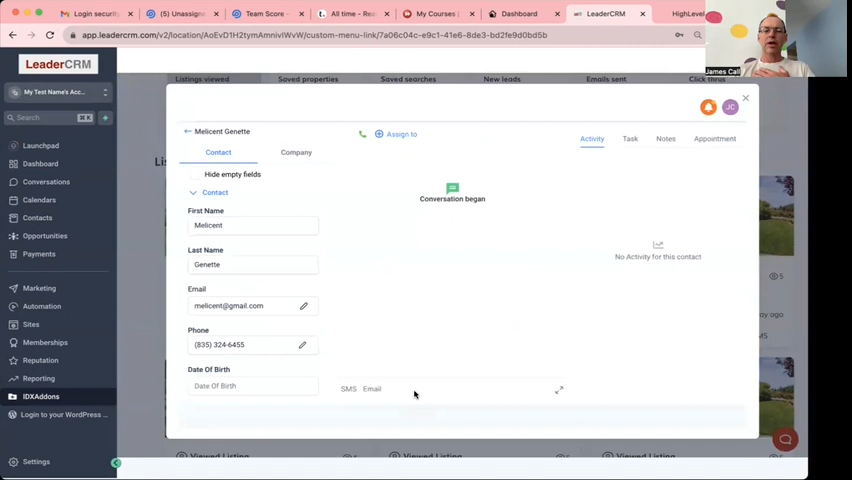 Login security
(5) Unassign
Team Score –
All time - Rea
My Courses |
Dashboard
LeaderCRM
HighLevel
app.leadercrm.com/v2/location/AoEvD1H2tymAmnivIWvW/custom-menu-link/7a06c04c-e9c1-41e6-8de3-bd2fe9d0bd5b
James Call
LeaderCRM
My Test Name's Acc...
Search
⌘K
Launchpad
Dashboard
Conversations
Calendars
Contacts
Opportunities
Payments
Marketing
Automation
Sites
Memberships
Reputation
Reporting
IDXAddons
Login to your WordPress ...
Settings
Listings viewed
Saved properties
Saved searches
New leads
Emails sent
Click thrus
JC
Melicent Genette
Assign to
Contact
Company
Activity
Task
Notes
Appointment
Hide empty fields
Contact
First Name
Melicent
Last Name
Genette
Email
melicent@gmail.com
Phone
(835) 324-6455
Date Of Birth
Date Of Birth
Conversation began
SMS
Email
No Activity for this contact
Viewed Listing
Viewed Listing
Viewed Listing